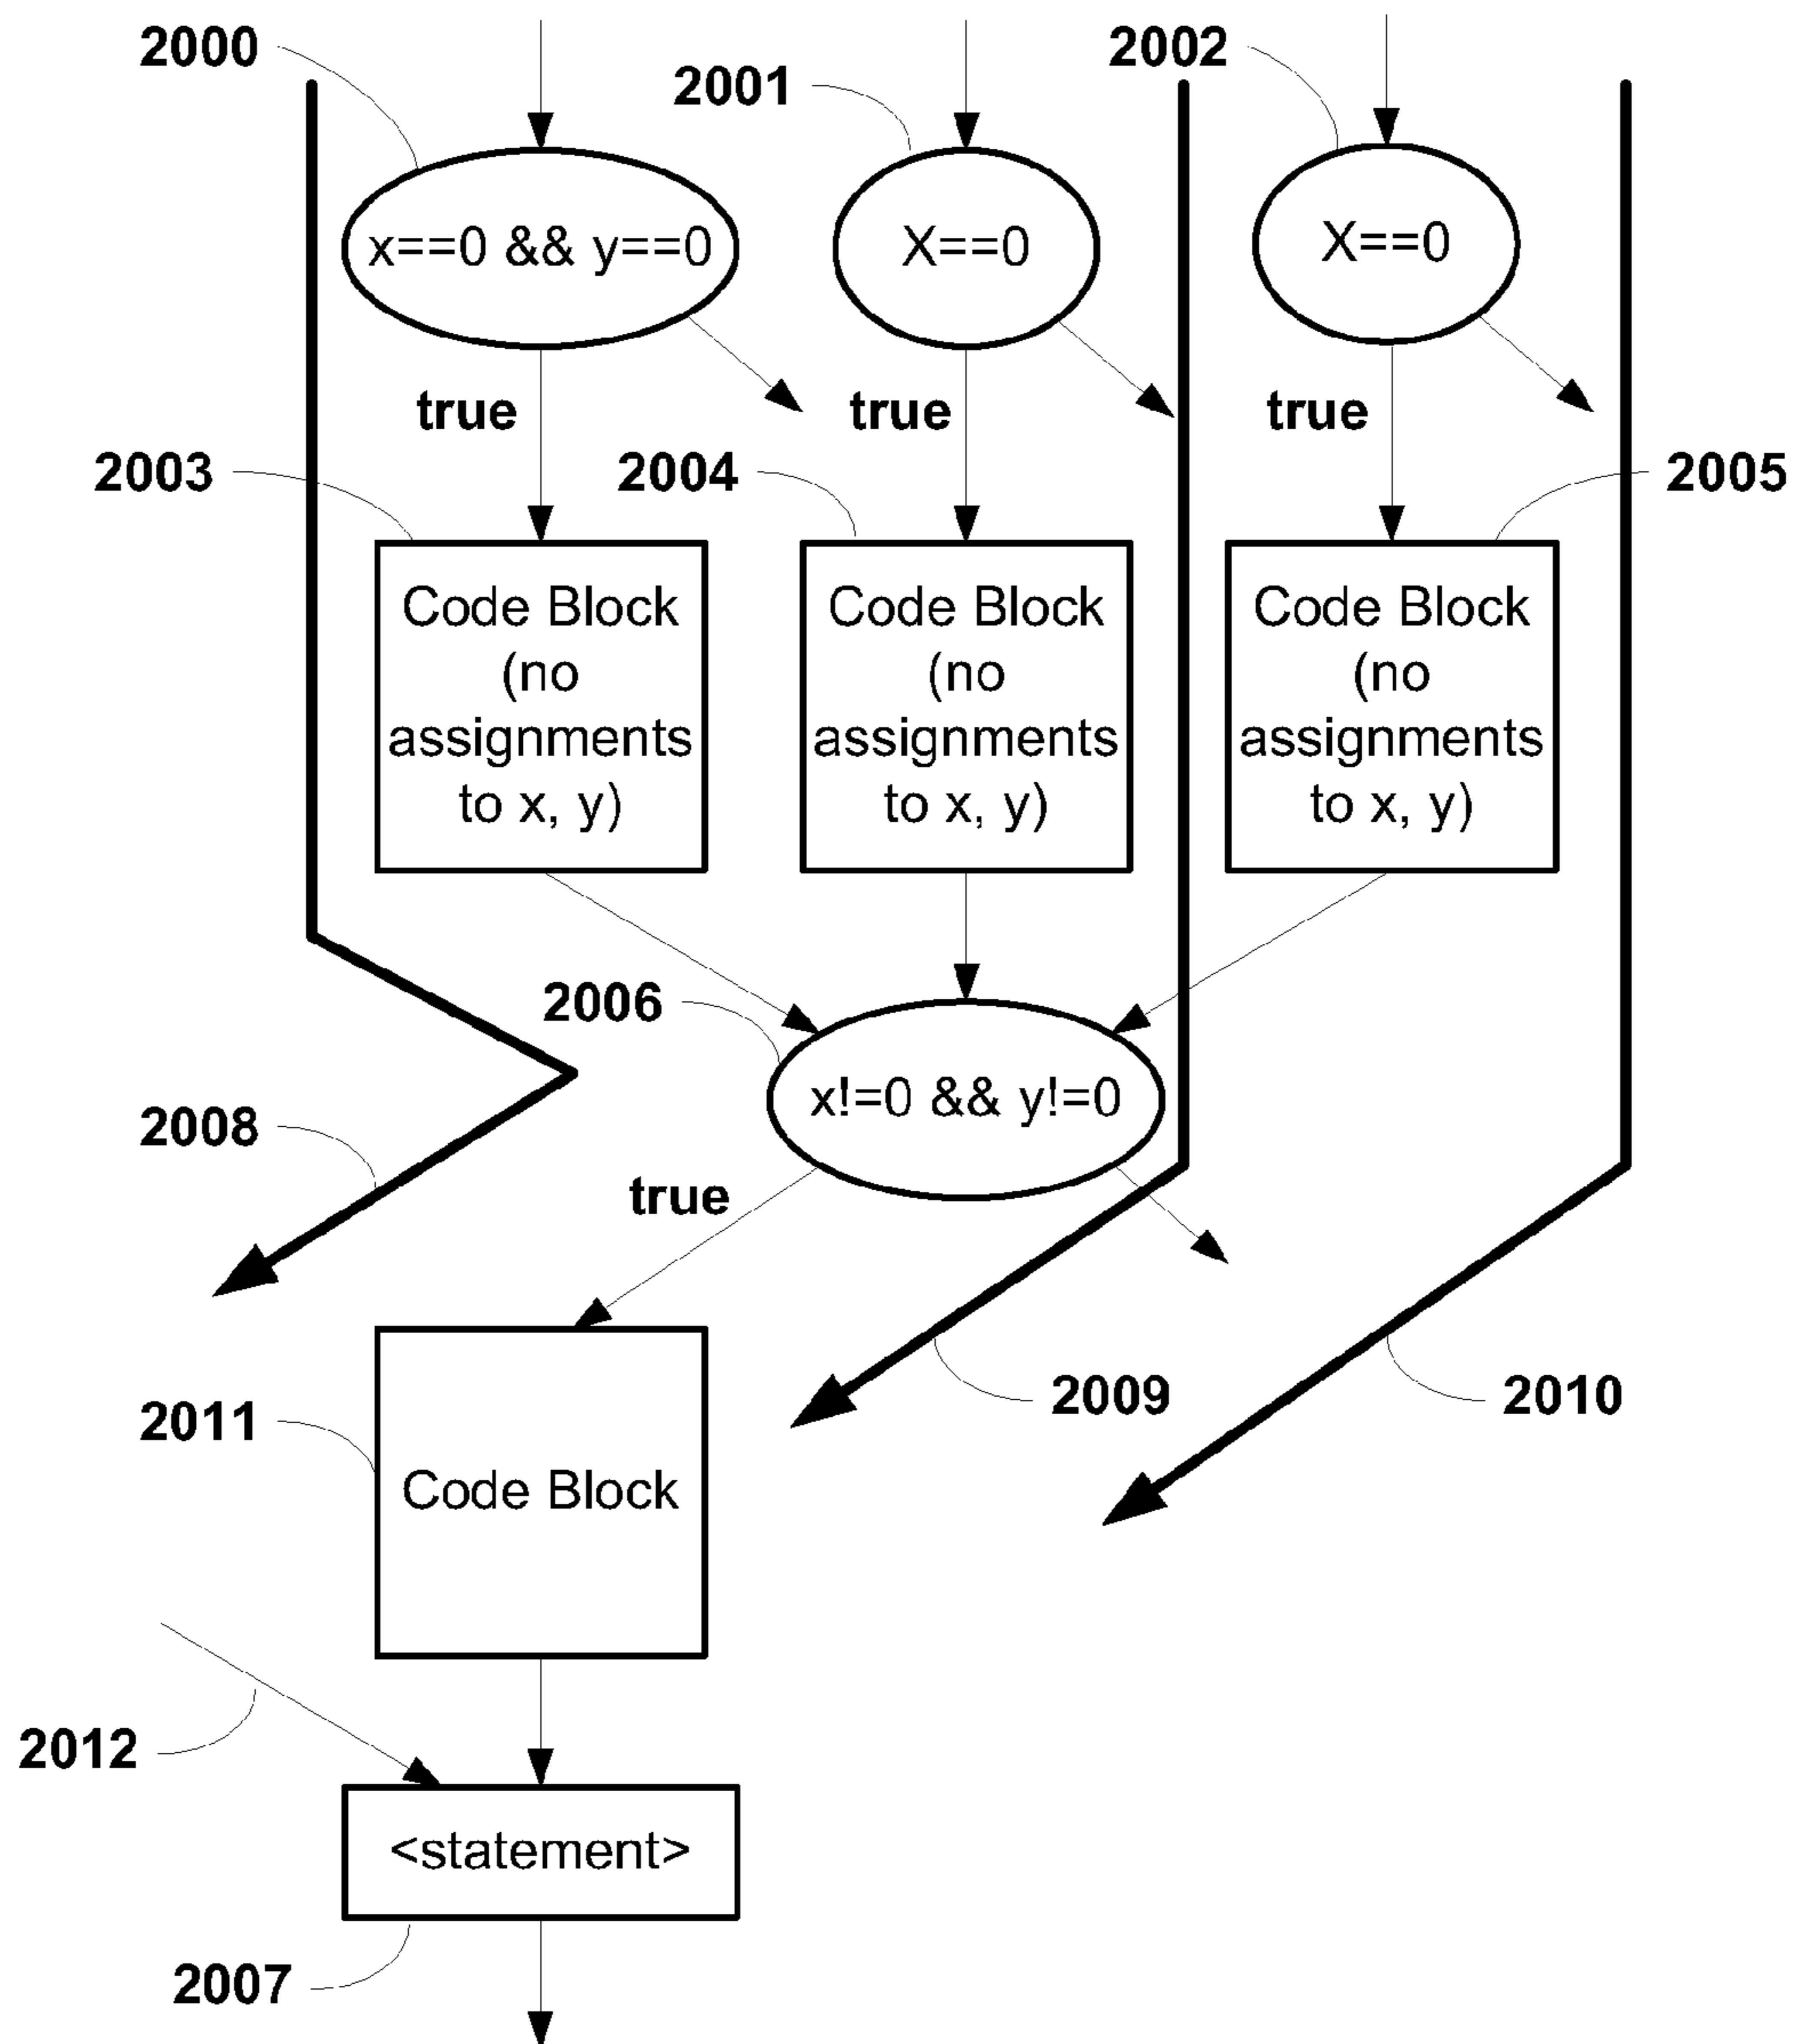 2000
2001
2002
x==0 && y==0
X==0
X==0
true
true
true
2003
2004
2005
Code Block
(no
assignments
to x, y)
Code Block
(no
assignments
to x, y)
Code Block
(no
assignments
to x, y)
2006
x!=0 && y!=0
2008
true
2009
2010
2011
Code Block
2012
<statement>
2007